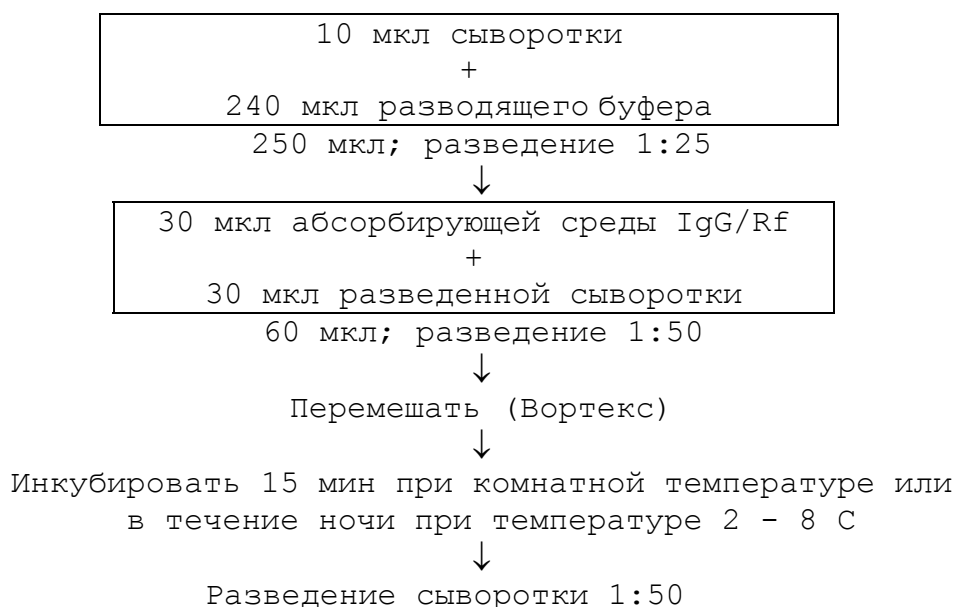 10 мкл сыворотки
+
240 мкл разводящего буфера
250 мкл; разведение 1:25
↓
30 мкл абсорбирующей среды IgG/Rf
+
30 мкл разведенной сыворотки
60 мкл; разведение 1:50
↓
Перемешать (Вортекс)
↓
Инкубировать 15 мин при комнатной температуре или
в течение ночи при температуре 2 - 8 С
↓
Разведение сыворотки 1:50